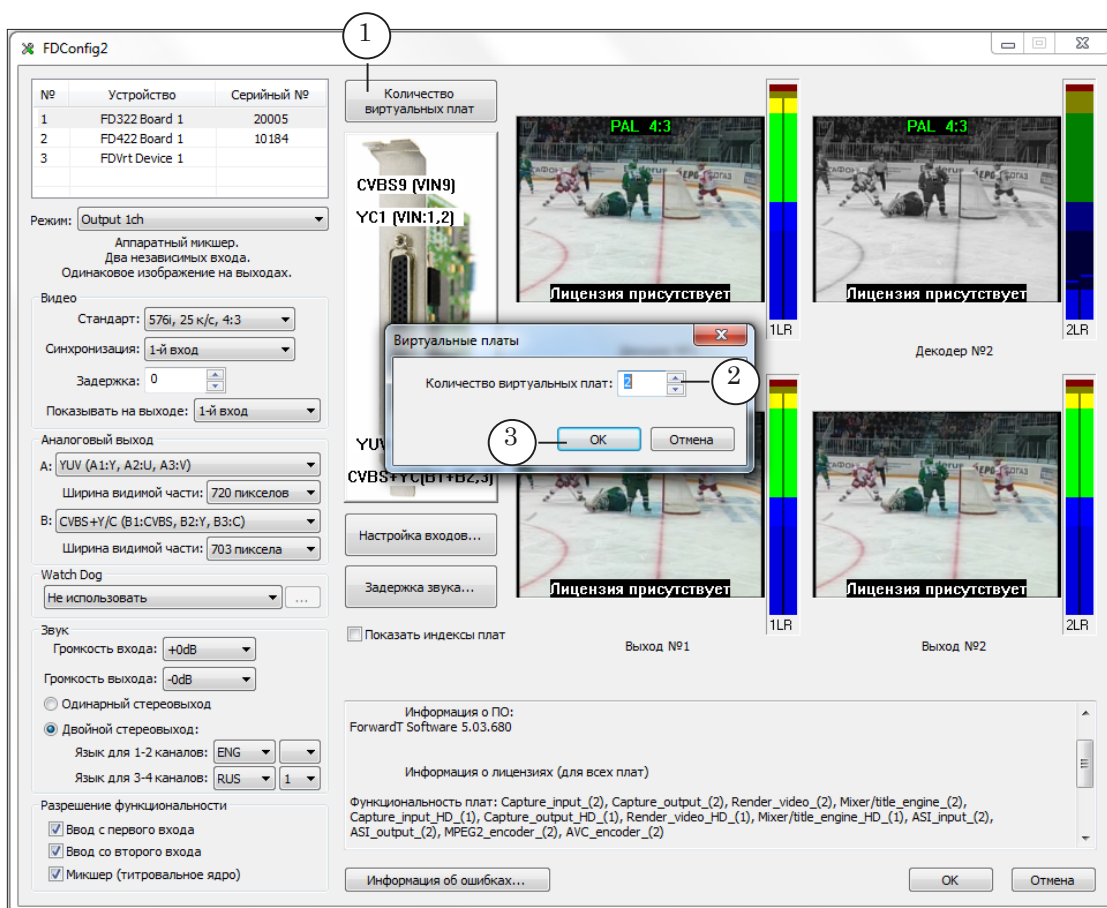 1
FDConfig2
№ Устройство Серийный №
1 FD322 Board 1 20005
2 FD422 Board 1 10184
3 FDVrt Device 1
Режим: Output 1ch
Аппаратный микшер.
Два независимых входа.
Одинаковое изображение на выходах.
Видео
Стандарт: 576i, 25 к/с, 4:3
Синхронизация: 1-й вход
Задержка: 0
Показывать на выходе: 1-й вход
Аналоговый выход
A: YUV (A1:Y, A2:U, A3:V)
Ширина видимой части: 720 пикселов
B: CVBS+Y/C (B1:CVBS, B2:Y, B3:C)
Ширина видимой части: 703 пиксела
Watch Dog
Не использовать ...
Звук
Громкость входа: +0dB
Громкость выхода: -0dB
Одинарный стереовыход
Двойной стереовыход:
Язык для 1-2 каналов: ENG
Язык для 3-4 каналов: RUS 1
Разрешение функциональности
Ввод с первого входа
Ввод со второго входа
Микшер (титровальное ядро)
Количество
виртуальных плат
CVBS9 (VIN9)
YC1 (VIN:1,2)
YUV
CVBS+YC(B1+B2,3)
Настройка входов...
Задержка звука...
Показать индексы плат
PAL 4:3
Лицензия присутствует
1LR
PAL 4:3
Лицензия присутствует
2LR
Декодер №2
Виртуальные платы
Количество виртуальных плат: 2
2
3
OK Отмена
Лицензия присутствует
1LR
Выход №1
Лицензия присутствует
2LR
Выход №2
Информация о ПО:
ForwardT Software 5.03.680
Информация о лицензиях (для всех плат)
Функциональность плат: Capture_input_(2), Capture_output_(2), Render_video_(2), Mixer/title_engine_(2),
Capture_input_HD_(1), Capture_output_HD_(1), Render_video_HD_(1), Mixer/title_engine_HD_(1), ASI_input_(2),
ASI_output_(2), MPEG2_encoder_(2), AVC_encoder_(2)
Информация об ошибках...
OK Отмена